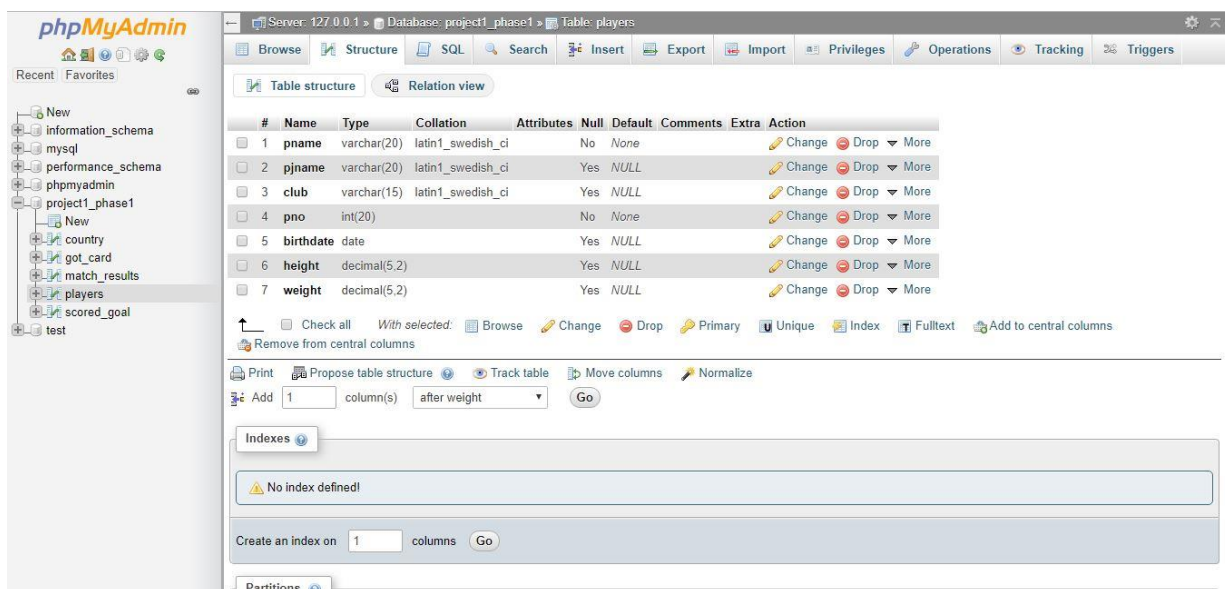 phpMyAdmin
Recent Favorites
New
information_schema
mysql
performance_schema
phpmyadmin
project1_phase1
New
country
got_card
match_results
players
scored_goal
test
Server: 127.0.0.1 » Database: project1_phase1 » Table: players
Browse Structure SQL Search Insert Export Import Privileges Operations Tracking Triggers
Table structure Relation view
# Name Type Collation Attributes Null Default Comments Extra Action
1 pname varchar(20) latin1_swedish_ci No None Change Drop More
2 pjname varchar(20) latin1_swedish_ci Yes NULL Change Drop More
3 club varchar(15) latin1_swedish_ci Yes NULL Change Drop More
4 pno int(20) No None Change Drop More
5 birthdate date Yes NULL Change Drop More
6 height decimal(5,2) Yes NULL Change Drop More
7 weight decimal(5,2) Yes NULL Change Drop More
Check all With selected: Browse Change Drop Primary Unique Index Fulltext Add to central columns
Remove from central columns
Print Propose table structure Track table Move columns Normalize
Add 1 column(s) after weight Go
Indexes
No index defined!
Create an index on 1 columns Go
Partitions